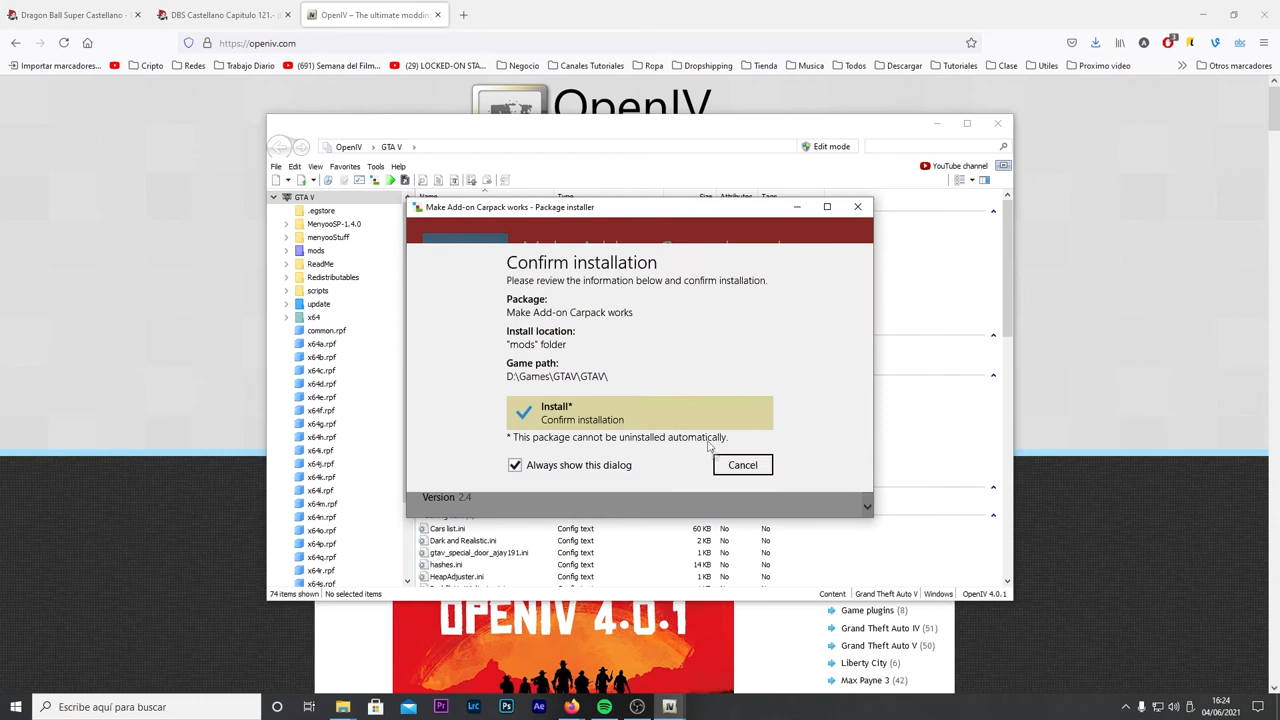 Dragon Ball Super Castellano - D
DBS Castellano Capitulo 121.- (
OpenIV – The ultimate modding
https://openiv.com
Importar marcadores...
Cripto
Redes
Trabajo Diario
(691) Semana del Film...
(29) LOCKED-ON STA...
Negocio
Canales Tutoriales
Ropa
Dropshipping
Tienda
Musica
Todos
Descargar
Tutoriales
Clase
Utiles
Proximo video
Otros marcadores
OpenIV
OpenIV
GTA V
Edit mode
File Edit View Favorites Tools Help
YouTube channel
GTA V
Name Type Size Attributes Tags
.egstore
MenyooSP-1.4.0
menyooStuff
mods
ReadMe
Redistributables
scripts
update
x64
common.rpf
x64a.rpf
x64b.rpf
x64c.rpf
x64d.rpf
x64e.rpf
x64f.rpf
x64g.rpf
x64h.rpf
x64i.rpf
x64j.rpf
x64k.rpf
x64l.rpf
x64m.rpf
x64n.rpf
x64o.rpf
x64p.rpf
x64q.rpf
x64r.rpf
x64s.rpf
Make Add-on Carpack works - Package installer
Confirm installation
Please review the information below and confirm installation.
Package:
Make Add-on Carpack works
Install location:
"mods" folder
Game path:
D:\Games\GTAV\GTAV\
Install*
Confirm installation
* This package cannot be uninstalled automatically.
Always show this dialog
Cancel
Version 2.4
Cars list.ini Config text 60 KB No No
Dark and Realistic.ini Config text 2 KB No No
gtav_special_door_ajay191.ini Config text 1 KB No No
hashes.ini Config text 14 KB No No
HeapAdjuster.ini Config text 1 KB No No
74 items shown
No selected items
Content
Grand Theft Auto V
Windows
OpenIV 4.0.1
OPENIV 4.0.1
Game plugins (8)
Grand Theft Auto IV (51)
Grand Theft Auto V (50)
Liberty City (6)
Max Payne 3 (42)
Escribe aquí para buscar
16:24
04/06/2021